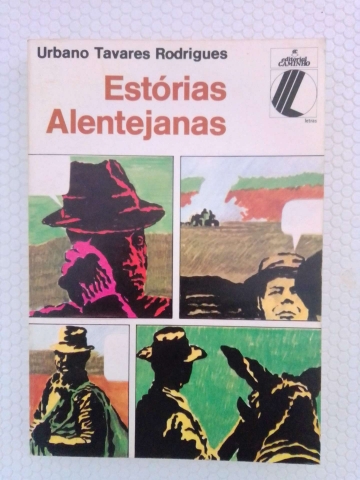 Urbano Tavares Rodrigues
Estórias
Alentejanas
editorial
CAMINHO